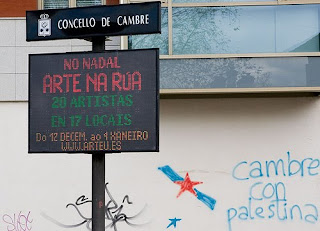 CONCELLO DE CAMBRE
NO NADAL
ARTE NA RÚA
20 ARTISTAS
EN 17 LOCAIS
Do 12 DECEM. ao 4 XANEIRO
WWW.ARTEU.ES
cambre
con
palestina